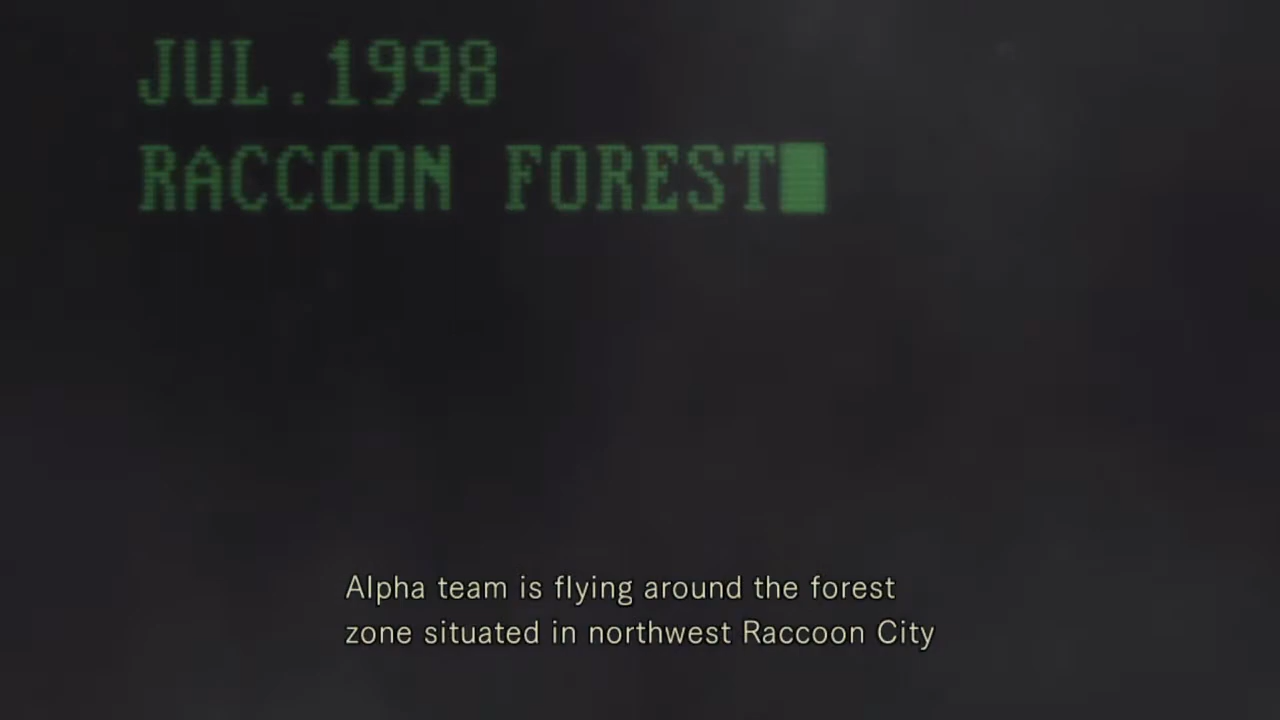 JUL.1998
RACCOON FOREST
Alpha team is flying around the forest
zone situated in northwest Raccoon City